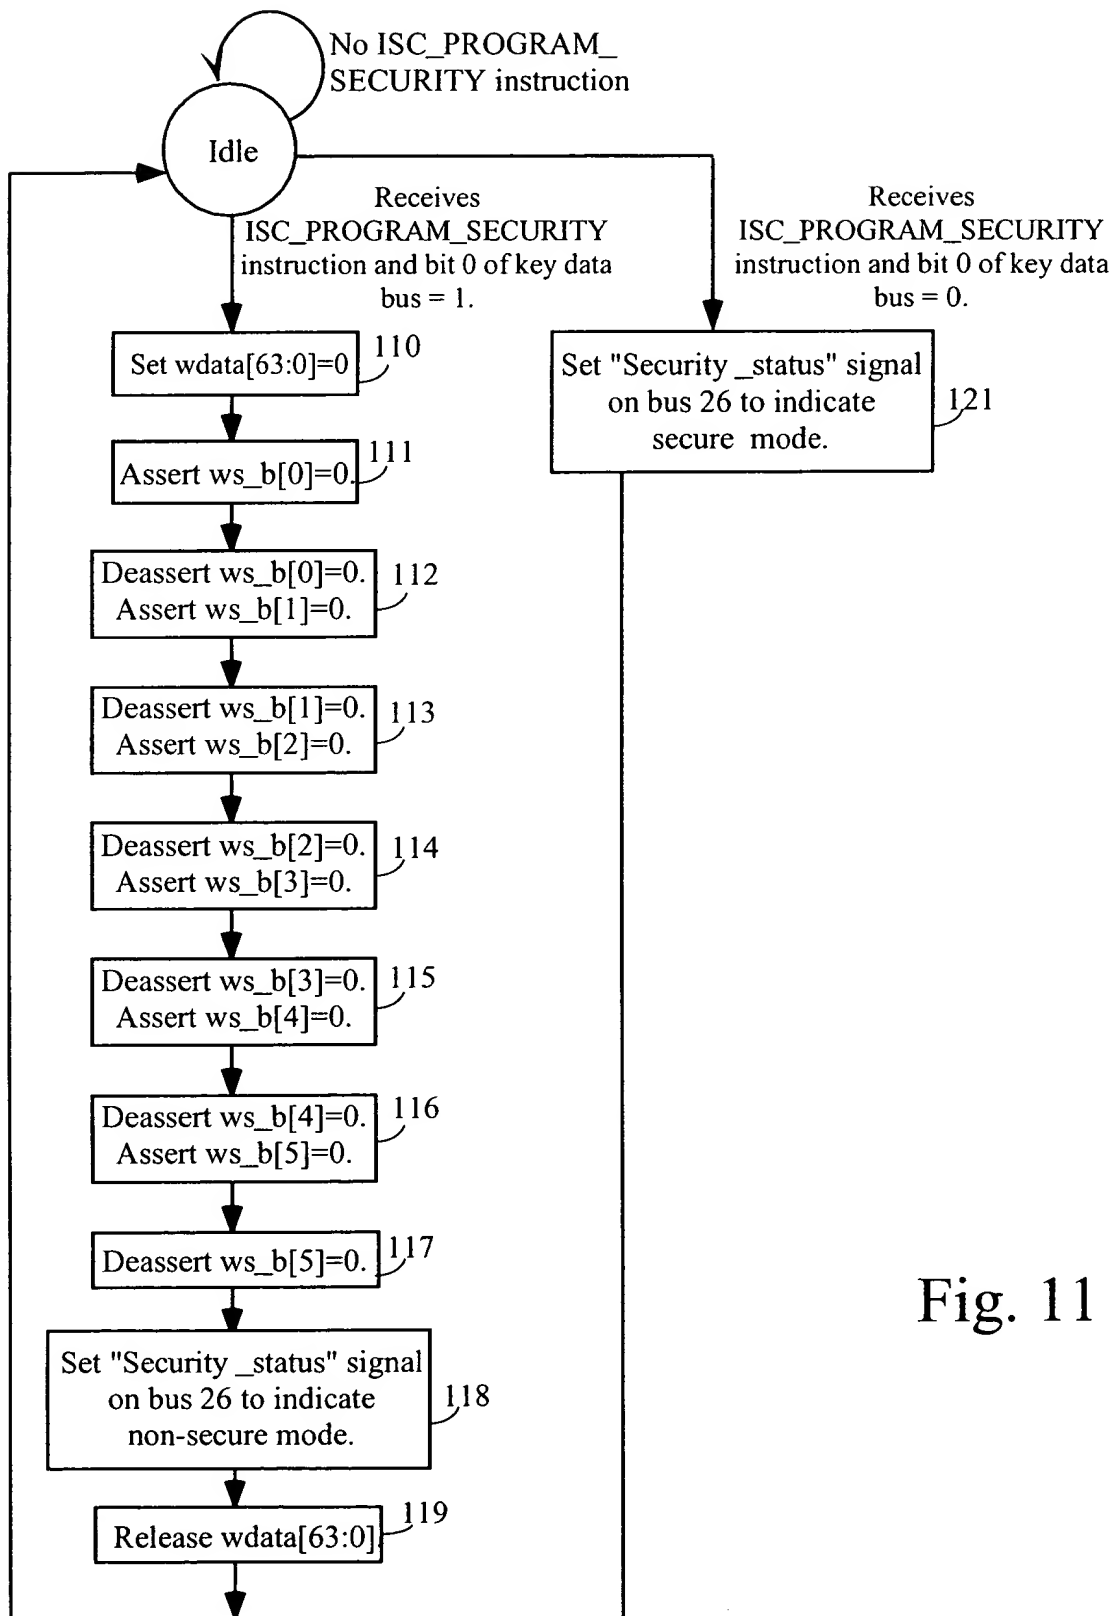 No ISC_PROGRAM_
SECURITY instruction
Idle
Receives
ISC_PROGRAM_SECURITY
instruction and bit 0 of key data
bus = 1.
Receives
ISC_PROGRAM_SECURITY
instruction and bit 0 of key data
bus = 0.
Set wdata[63:0]=0
110
Set "Security _status" signal
on bus 26 to indicate
secure mode.
121
Assert ws_b[0]=0.
111
Deassert ws_b[0]=0.
Assert ws_b[1]=0.
112
Deassert ws_b[1]=0.
Assert ws_b[2]=0.
113
Deassert ws_b[2]=0.
Assert ws_b[3]=0.
114
Deassert ws_b[3]=0.
Assert ws_b[4]=0.
115
Deassert ws_b[4]=0.
Assert ws_b[5]=0.
116
Deassert ws_b[5]=0.
117
Set "Security _status" signal
on bus 26 to indicate
non-secure mode.
118
Release wdata[63:0]
119
Fig. 11